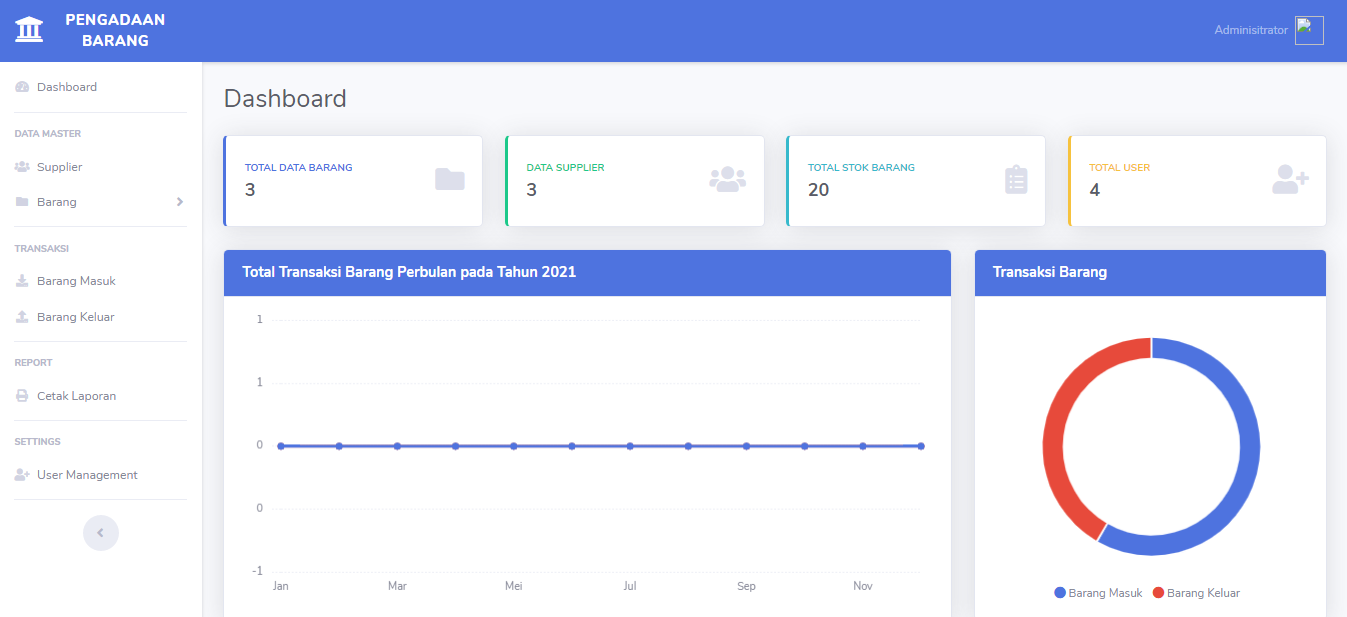 PENGADAAN
BARANG
Adminisitrator
Dashboard
DATA MASTER
Supplier
Barang
TRANSAKSI
Barang Masuk
Barang Keluar
REPORT
Cetak Laporan
SETTINGS
User Management
Dashboard
TOTAL DATA BARANG
3
DATA SUPPLIER
3
TOTAL STOK BARANG
20
TOTAL USER
4
Total Transaksi Barang Perbulan pada Tahun 2021
1
1
0
0
-1
Jan Mar Mei Jul Sep Nov
Transaksi Barang
Barang Masuk Barang Keluar